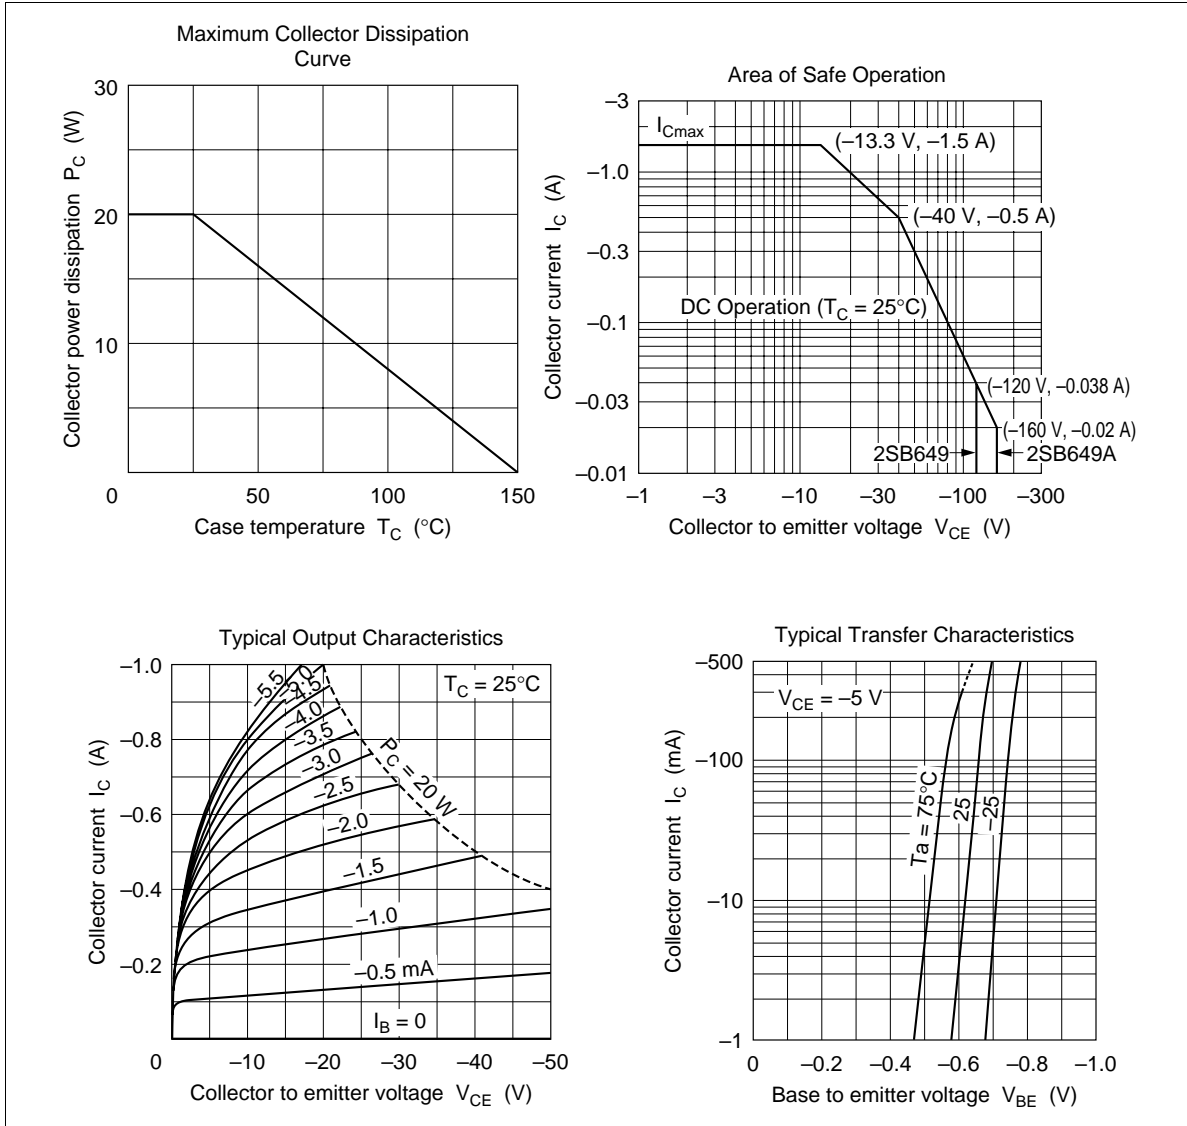 Maximum Collector Dissipation
Curve
30
20
10
0
50
100
150
Collector power dissipation P_C (W)
Case temperature T_C (°C)
Area of Safe Operation
–3
–1.0
–0.3
–0.1
–0.03
–0.01
–1
–3
–10
–30
–100
–300
I_Cmax
(–13.3 V, –1.5 A)
(–40 V, –0.5 A)
DC Operation (T_C = 25°C)
(–120 V, –0.038 A)
(–160 V, –0.02 A)
2SB649
2SB649A
Collector current I_C (A)
Collector to emitter voltage V_CE (V)
Typical Output Characteristics
–1.0
–0.8
–0.6
–0.4
–0.2
0
–10
–20
–30
–40
–50
T_C = 25°C
–5.5
–5.0
–4.5
–4.0
–3.5
–3.0
–2.5
–2.0
–1.5
–1.0
–0.5 mA
I_B = 0
P_C = 20 W
Collector current I_C (A)
Collector to emitter voltage V_CE (V)
Typical Transfer Characteristics
–500
–100
–10
–1
0
–0.2
–0.4
–0.6
–0.8
–1.0
V_CE = –5 V
Ta = 75°C
25
–25
Collector current I_C (mA)
Base to emitter voltage V_BE (V)